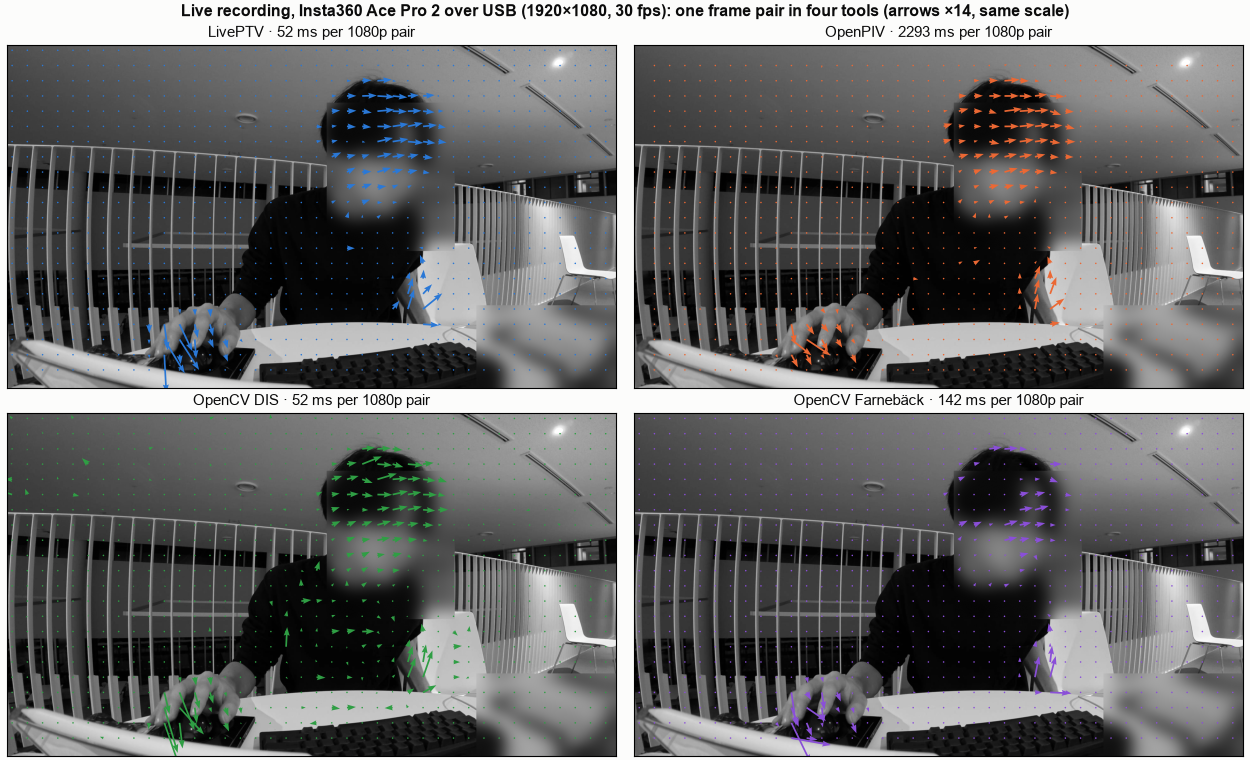 Live recording, Insta360 Ace Pro 2 over USB (1920×1080, 30 fps): one frame pair in four tools (arrows ×14, same scale)
LivePTV · 52 ms per 1080p pair
OpenPIV · 2293 ms per 1080p pair
OpenCV DIS · 52 ms per 1080p pair
OpenCV Farnebäck · 142 ms per 1080p pair